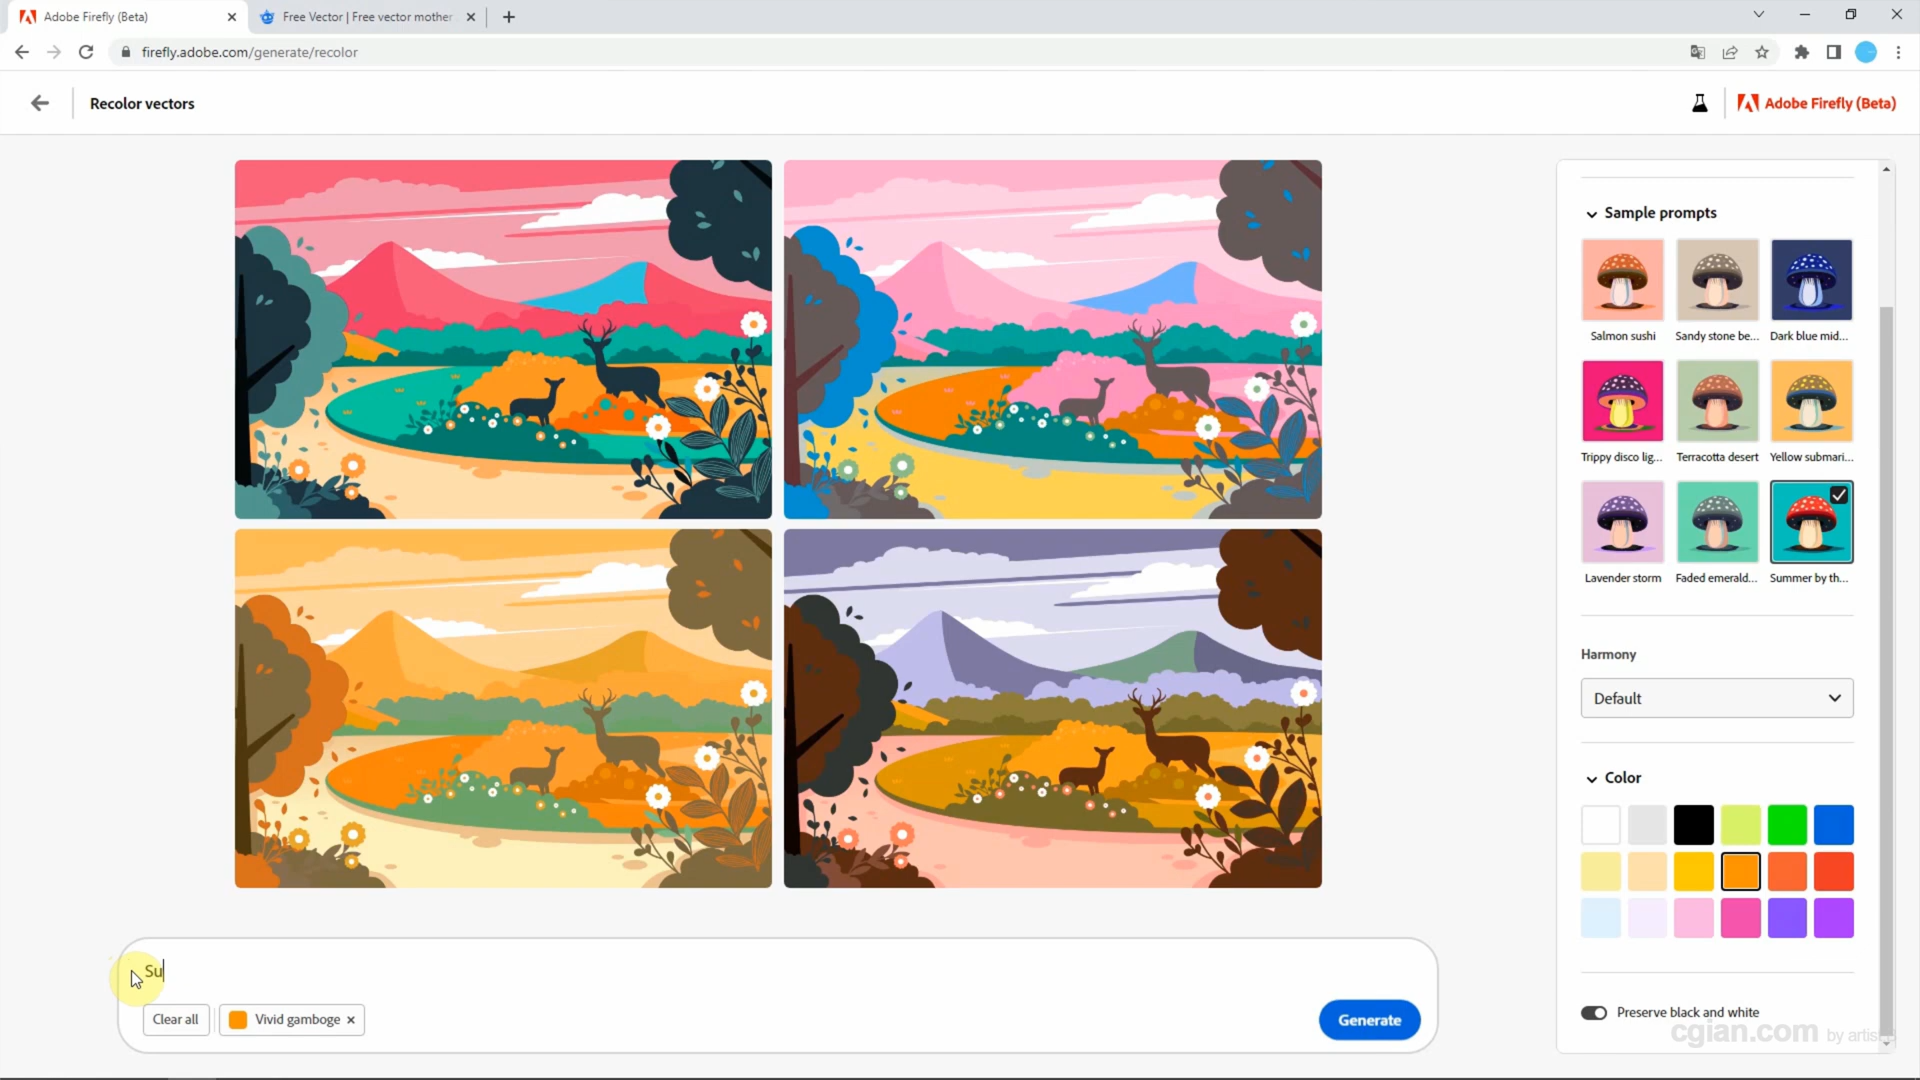 Adobe Firefly (Beta)
Free Vector | Free vector mother
firefly.adobe.com/generate/recolor
Recolor vectors
Adobe Firefly (Beta)
Sample prompts
Salmon sushi
Sandy stone be...
Dark blue mid...
Trippy disco lig...
Terracotta desert
Yellow submari...
Lavender storm
Faded emerald...
Summer by th...
Harmony
Default
Color
Su
Clear all
Vivid gamboge
Generate
Preserve black and white
cgian.com by artist